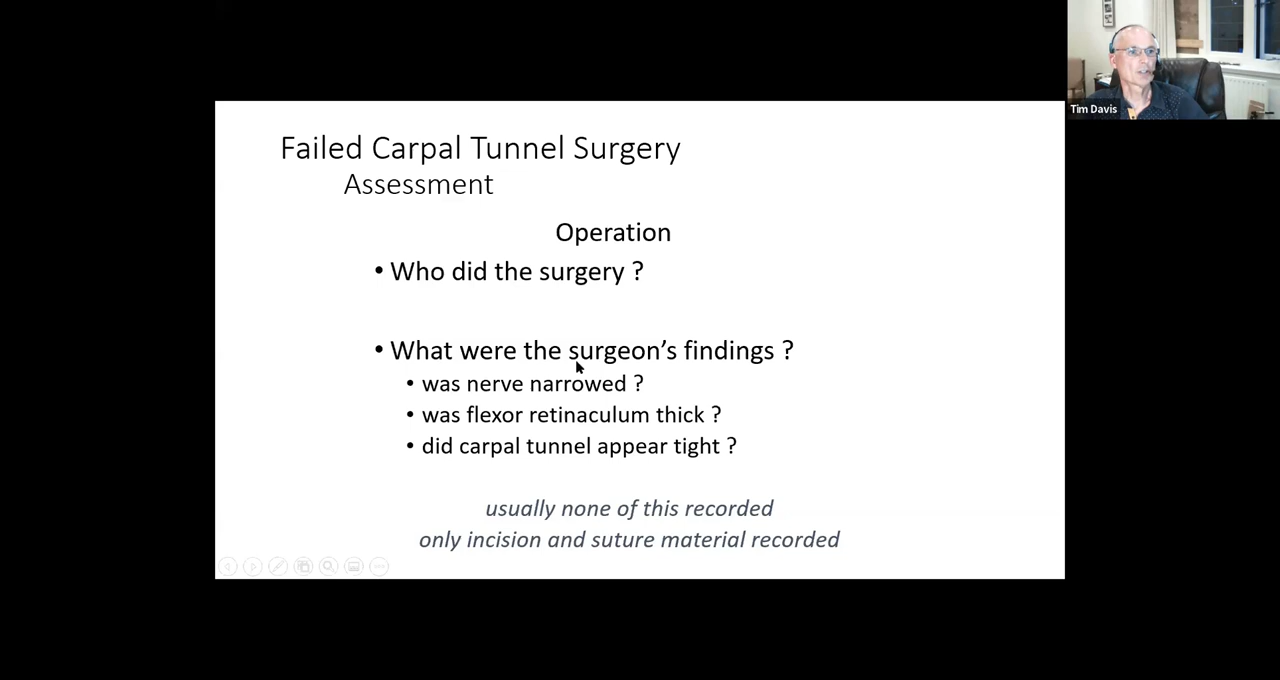 Tim Davis
Failed Carpal Tunnel Surgery
Assessment
Operation
• Who did the surgery ?
• What were the surgeon’s findings ?
• was nerve narrowed ?
• was flexor retinaculum thick ?
• did carpal tunnel appear tight ?
usually none of this recorded
only incision and suture material recorded